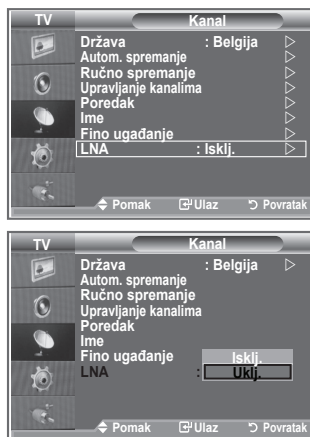 TV Kanal
Država : Belgija
Autom. spremanje
Ručno spremanje
Upravljanje kanalima
Poredak
Ime
Fino ugađanje
LNA : Isklj.
Pomak Ulaz Povratak
TV Kanal
Država : Belgija
Autom. spremanje
Ručno spremanje
Upravljanje kanalima
Poredak
Ime
Fino ugađanje Isklj.
LNA : Uklj.
Pomak Ulaz Povratak